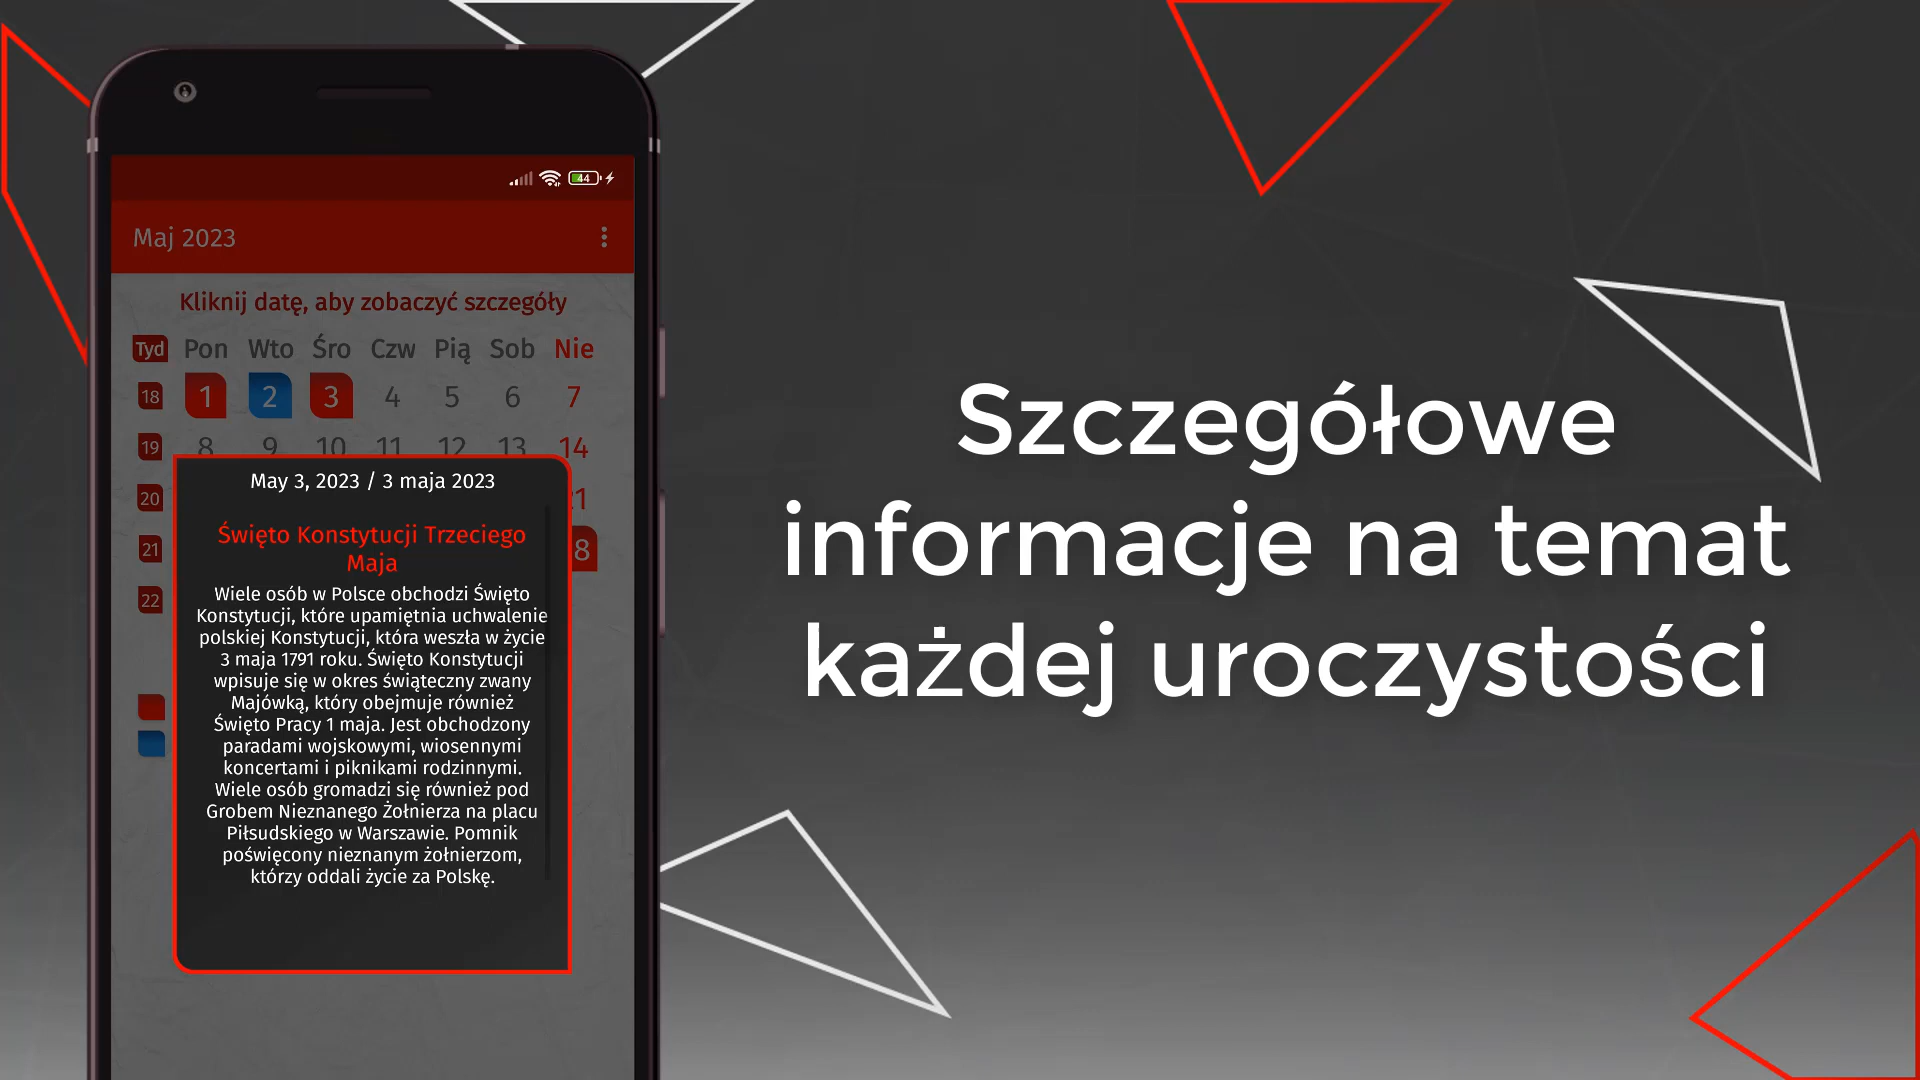 44
Maj 2023
Kliknij datę, aby zobaczyć szczegóły
Tyd Pon Wto Śro Czw Pią Sob Nie
18 1 2 3 4 5 6 7
19 8 9 10 11 12 13 14
20
21
22
May 3, 2023 / 3 maja 2023
Święto Konstytucji Trzeciego
Maja
Wiele osób w Polsce obchodzi Święto
Konstytucji, które upamiętnia uchwalenie
polskiej Konstytucji, która weszła w życie
3 maja 1791 roku. Święto Konstytucji
wpisuje się w okres świąteczny zwany
Majówką, który obejmuje również
Święto Pracy 1 maja. Jest obchodzony
paradami wojskowymi, wiosennymi
koncertami i piknikami rodzinnymi.
Wiele osób gromadzi się również pod
Grobem Nieznanego Żołnierza na placu
Piłsudskiego w Warszawie. Pomnik
poświęcony nieznanym żołnierzom,
którzy oddali życie za Polskę.
Szczegółowe
informacje na temat
każdej uroczystości